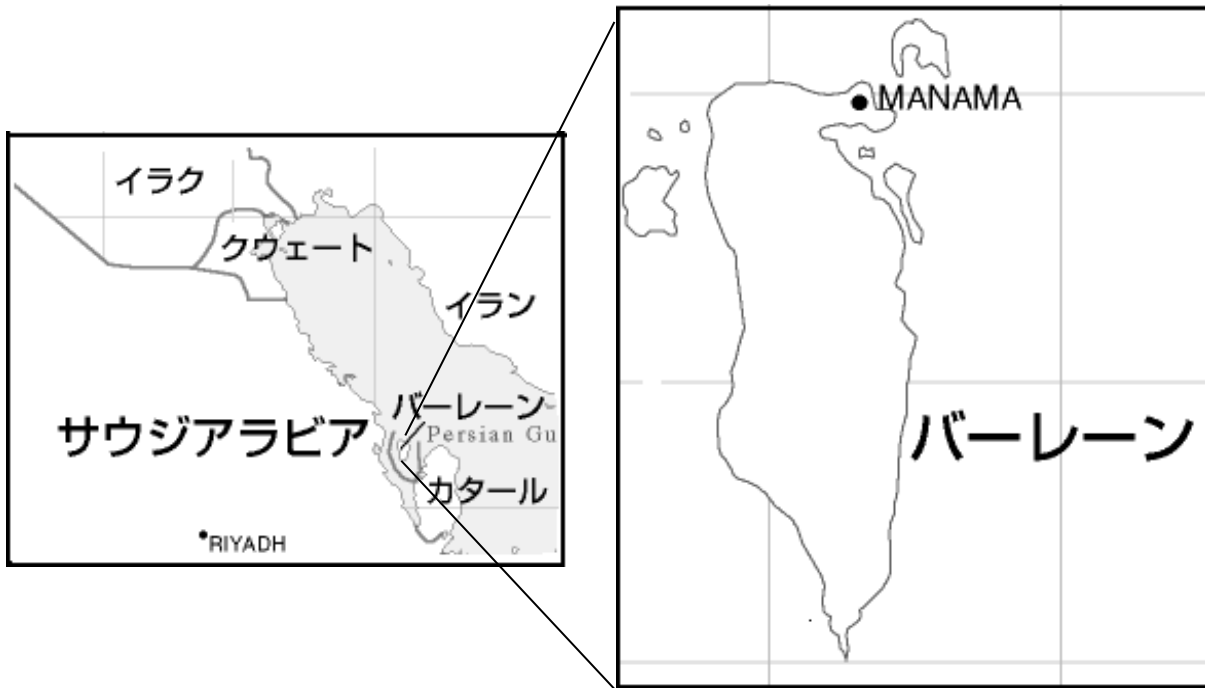 イラク
クウェート
イラン
バーレーン
サウジアラビア
Persian Gu
カタール
RIYADH
MANAMA
バーレーン